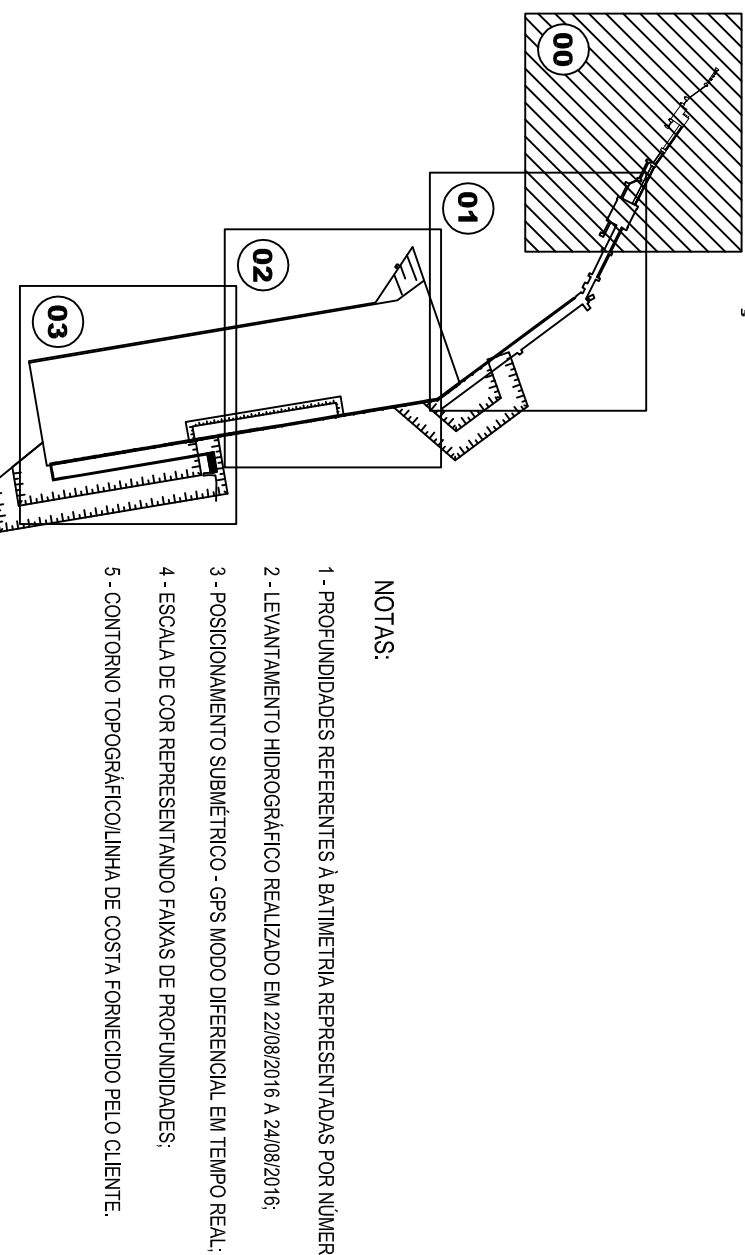 00
01
02
03
NOTAS:
1 - PROFUNDIDADES REFERENTES À BATIMETRIA REPRESENTADAS POR NÚMER
2 - LEVANTAMENTO HIDROGRÁFICO REALIZADO EM 22/08/2016 A 24/08/2016;
3 - POSICIONAMENTO SUBMÉTRICO - GPS MODO DIFERENCIAL EM TEMPO REAL;
4 - ESCALA DE COR REPRESENTANDO FAIXAS DE PROFUNDIDADES;
5 - CONTORNO TOPOGRÁFICO/LINHA DE COSTA FORNECIDO PELO CLIENTE.